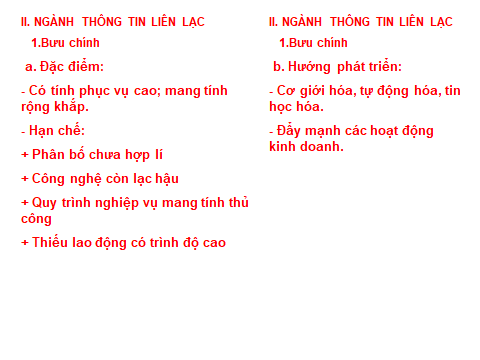 II. NGÀNH THÔNG TIN LIÊN LẠC
1.Bưu chính
a. Đặc điểm:
- Có tính phục vụ cao; mang tính
rộng khắp.
- Hạn chế:
+ Phân bố chưa hợp lí
+ Công nghệ còn lạc hậu
+ Quy trình nghiệp vụ mang tính thủ
công
+ Thiếu lao động có trình độ cao
II. NGÀNH THÔNG TIN LIÊN LẠC
1.Bưu chính
b. Hướng phát triển:
- Cơ giới hóa, tự động hóa, tin
học hóa.
- Đẩy mạnh các hoạt động
kinh doanh.